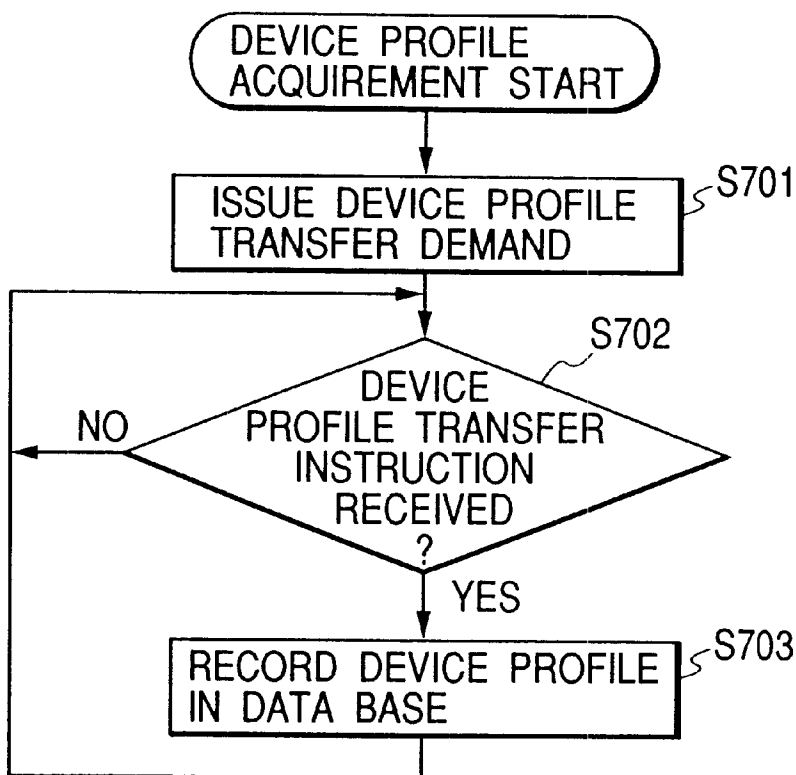 DEVICE PROFILE
ACQUIREMENT START
S701
ISSUE DEVICE PROFILE
TRANSFER DEMAND
S702
DEVICE
PROFILE TRANSFER
INSTRUCTION
RECEIVED
?
NO
YES
S703
RECORD DEVICE PROFILE
IN DATA BASE